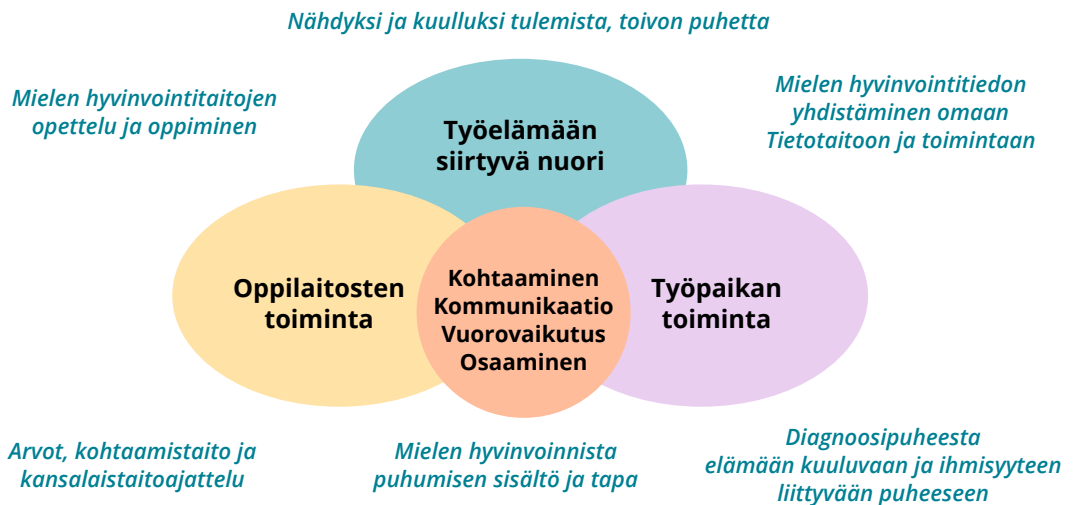 Nähdyksi ja kuulluksi tulemista, toivon puhetta
Mielen hyvinvointitaitojen
opettelu ja oppiminen
Mielen hyvinvointitiedon
yhdistäminen omaan
Tietotaitoon ja toimintaan
Työelämään
siirtyvä nuori
Oppilaitosten
toiminta
Kohtaaminen
Kommunikaatio
Vuorovaikutus
Osaaminen
Työpaikan
toiminta
Arvot, kohtaamistaito ja
kansalaistaitoajattelu
Mielen hyvinvoinnista
puhumisen sisältö ja tapa
Diagnoosipuheesta
elämään kuuluvaan ja ihmisyyteen
liittyvään puheeseen